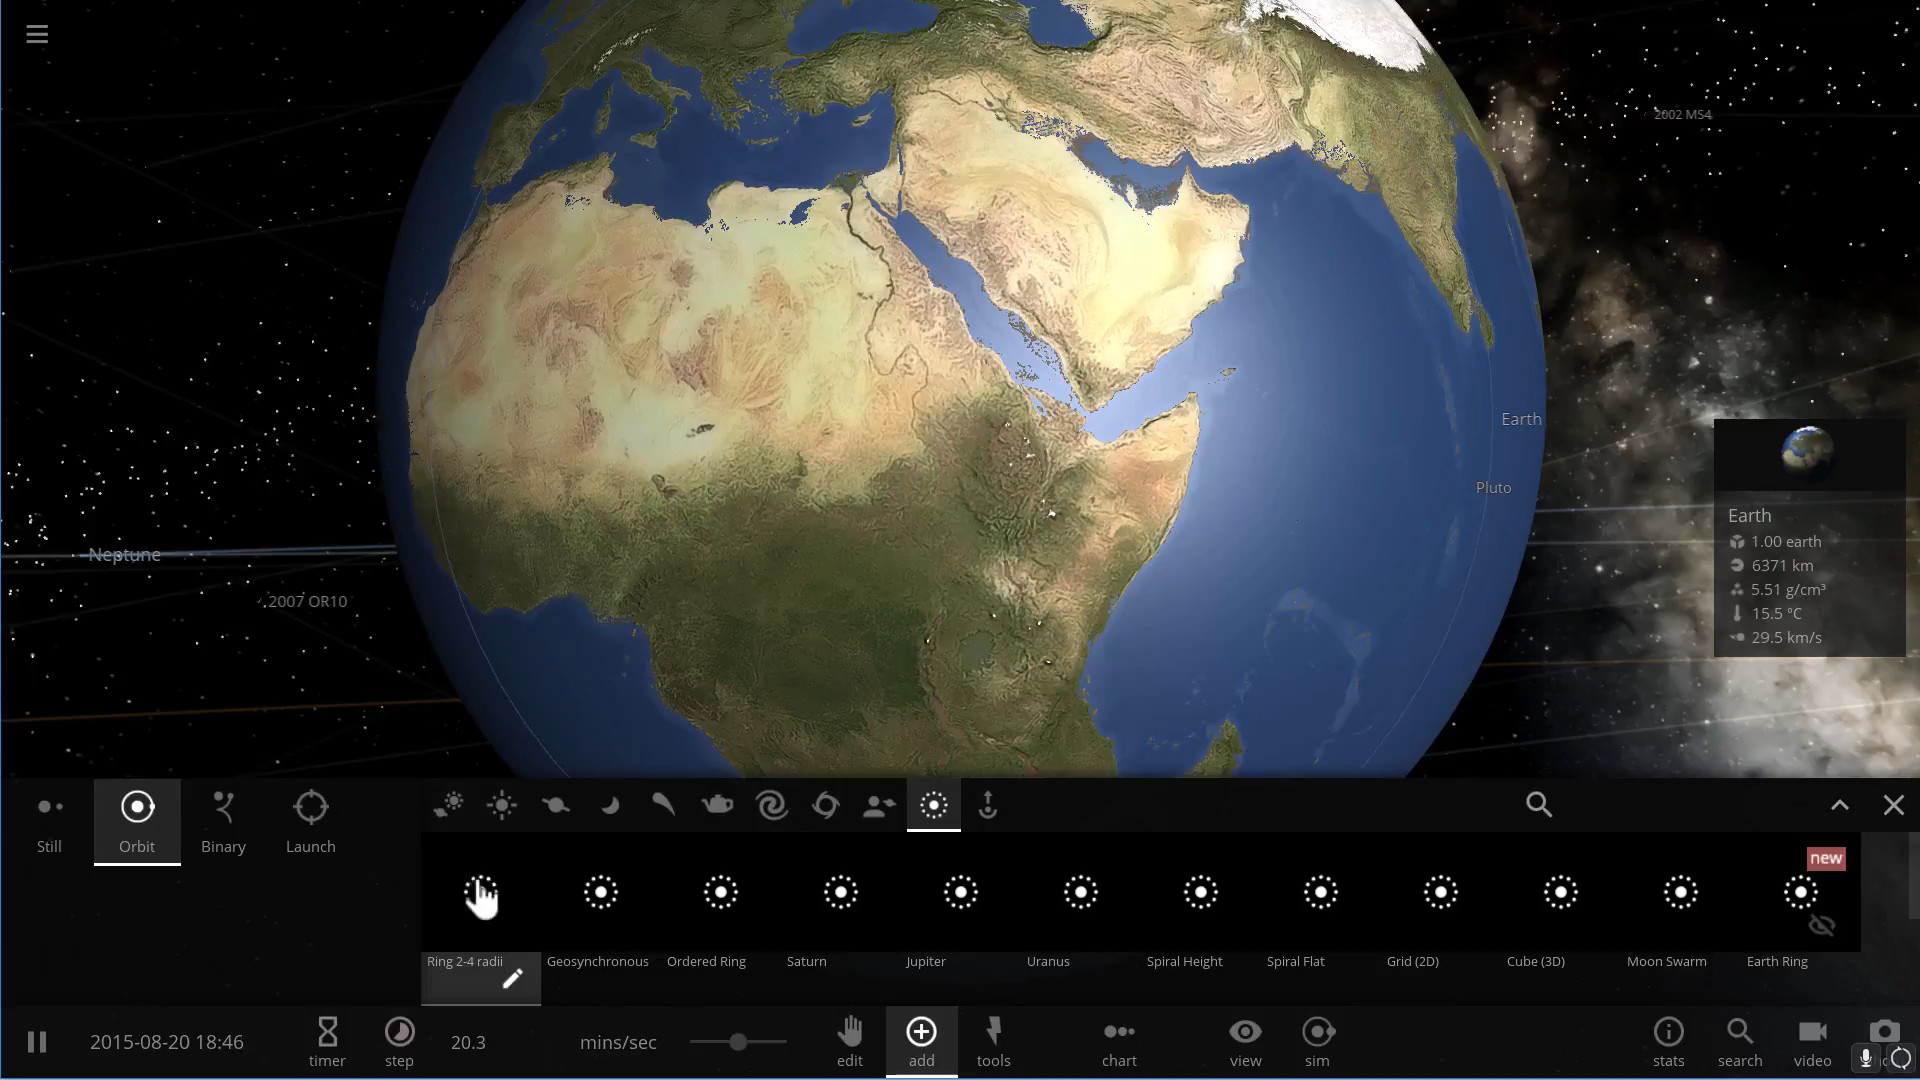 2002 MS4
Earth
Pluto
Neptune
2007 OR10
Earth
1.00 earth
6371 km
5.51 g/cm³
15.5 °C
29.5 km/s
Still
Orbit
Binary
Launch
new
Ring 2-4 radii
Geosynchronous
Ordered Ring
Saturn
Jupiter
Uranus
Spiral Height
Spiral Flat
Grid (2D)
Cube (3D)
Moon Swarm
Earth Ring
2015-08-20 18:46
timer
step
20.3
mins/sec
edit
add
tools
chart
view
sim
stats
search
video